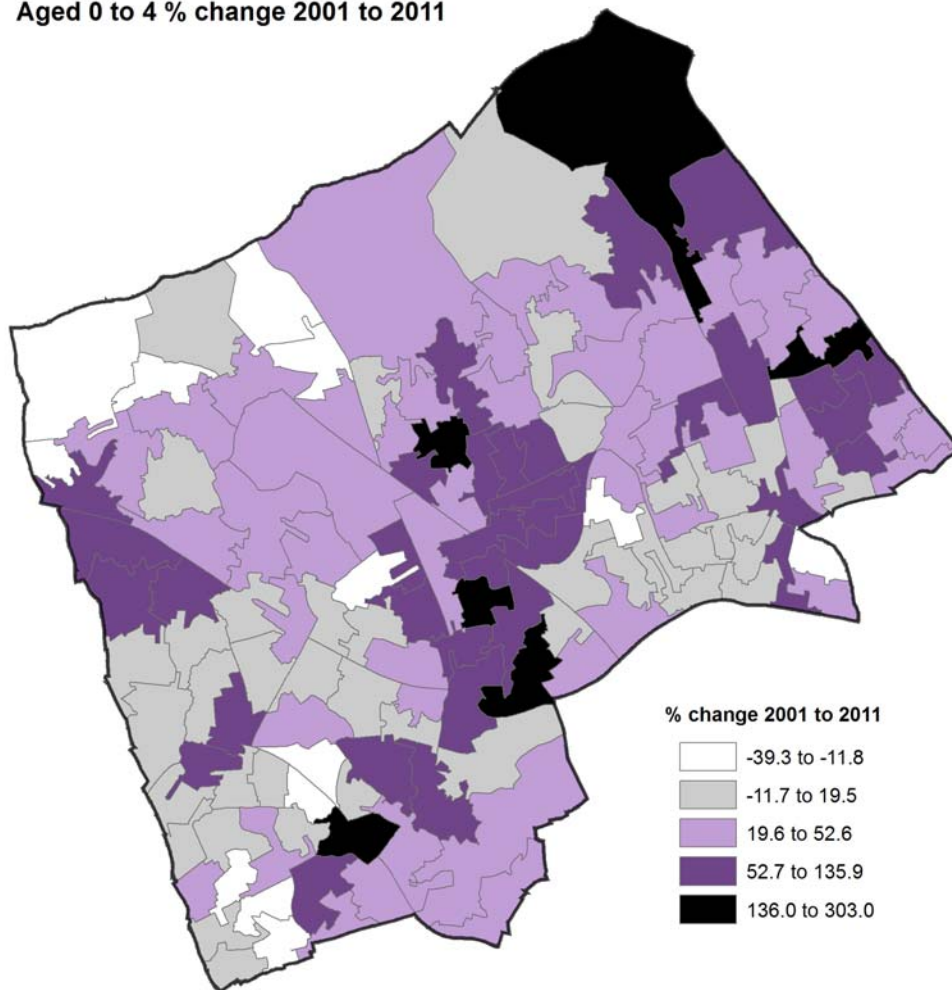 Aged 0 to 4 % change 2001 to 2011
% change 2001 to 2011
-39.3 to -11.8
-11.7 to 19.5
19.6 to 52.6
52.7 to 135.9
136.0 to 303.0